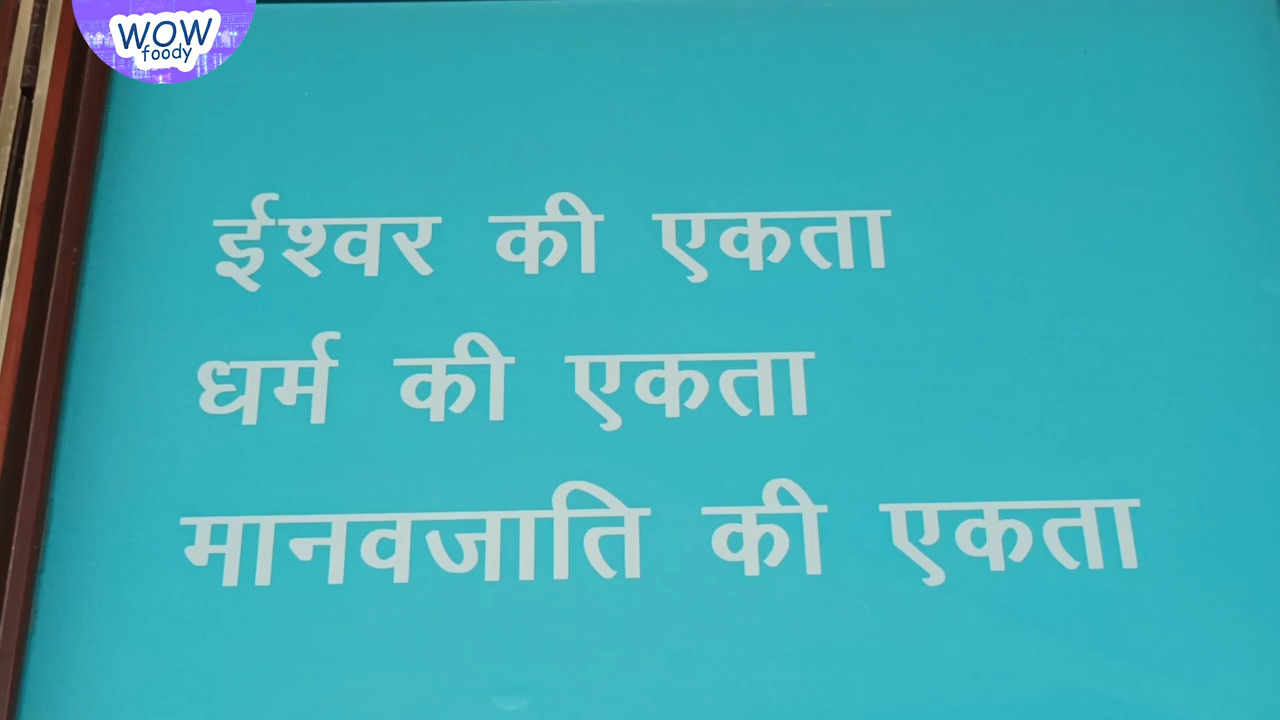 WOW
foody
ईश्वर की एकता
धर्म की एकता
मानवजाति की एकता